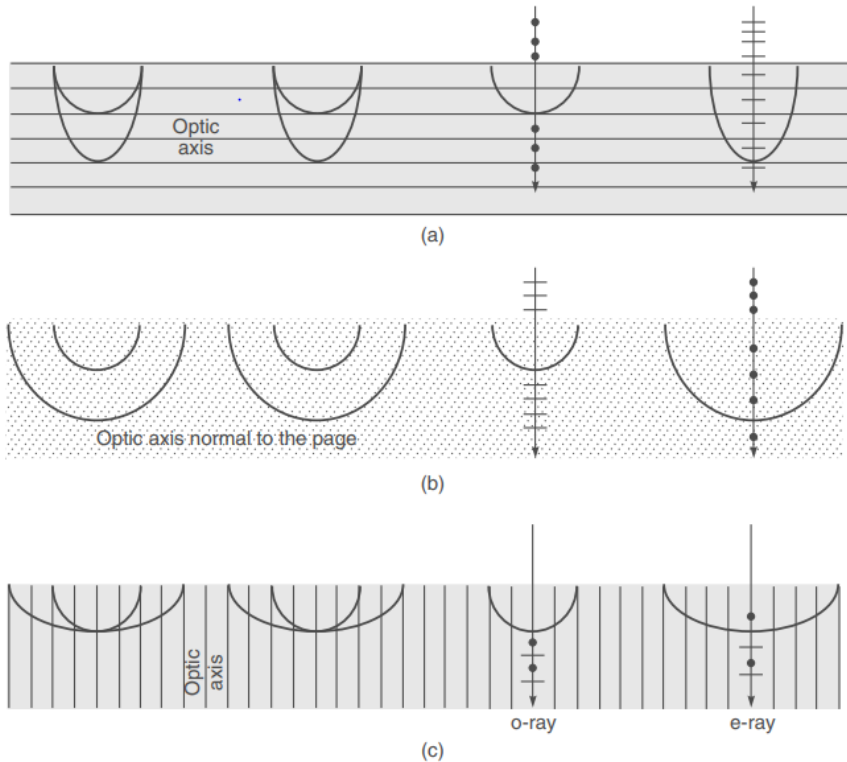 Optic
axis
(a)
Optic axis normal to the page
(b)
Optic
axis
o-ray
e-ray
(c)